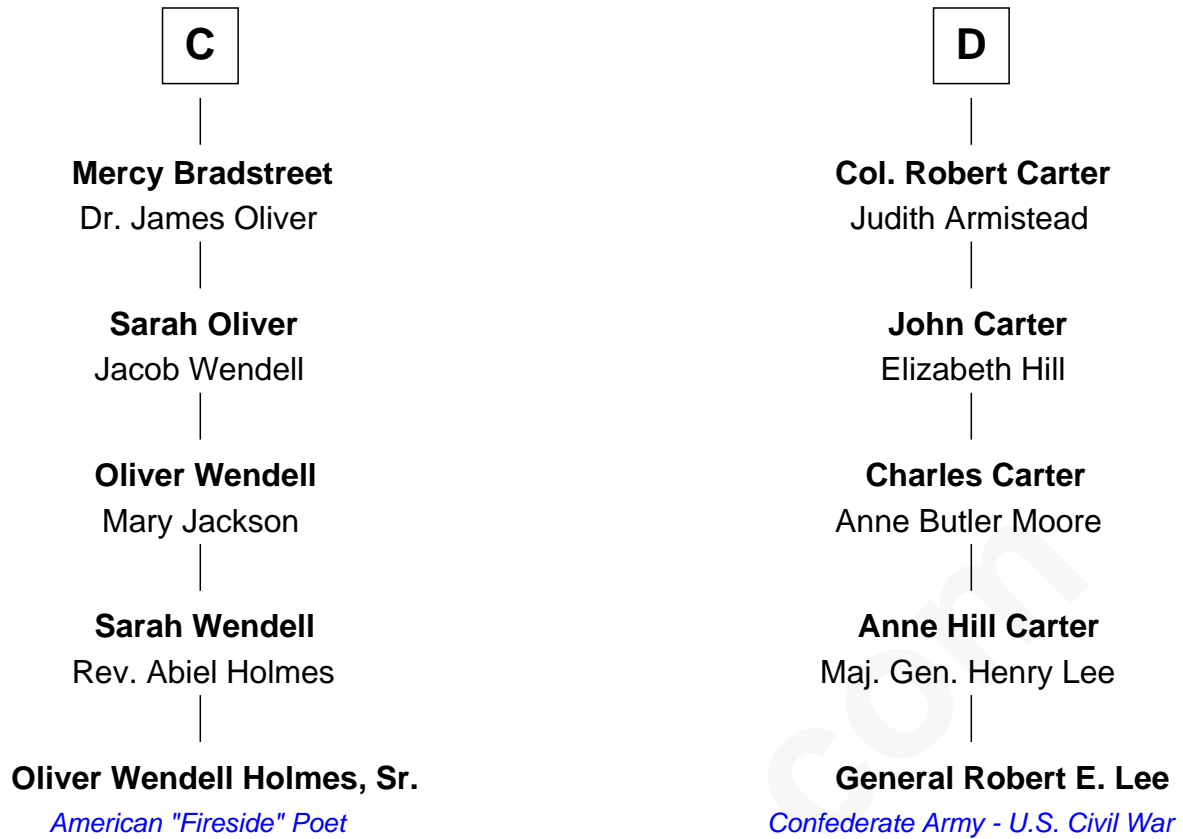 C
Mercy Bradstreet
Dr. James Oliver
Sarah Oliver
Jacob Wendell
Oliver Wendell
Mary Jackson
Sarah Wendell
Rev. Abiel Holmes
Oliver Wendell Holmes, Sr.
American "Fireside" Poet
D
Col. Robert Carter
Judith Armistead
John Carter
Elizabeth Hill
Charles Carter
Anne Butler Moore
Anne Hill Carter
Maj. Gen. Henry Lee
General Robert E. Lee
Confederate Army - U.S. Civil War
com